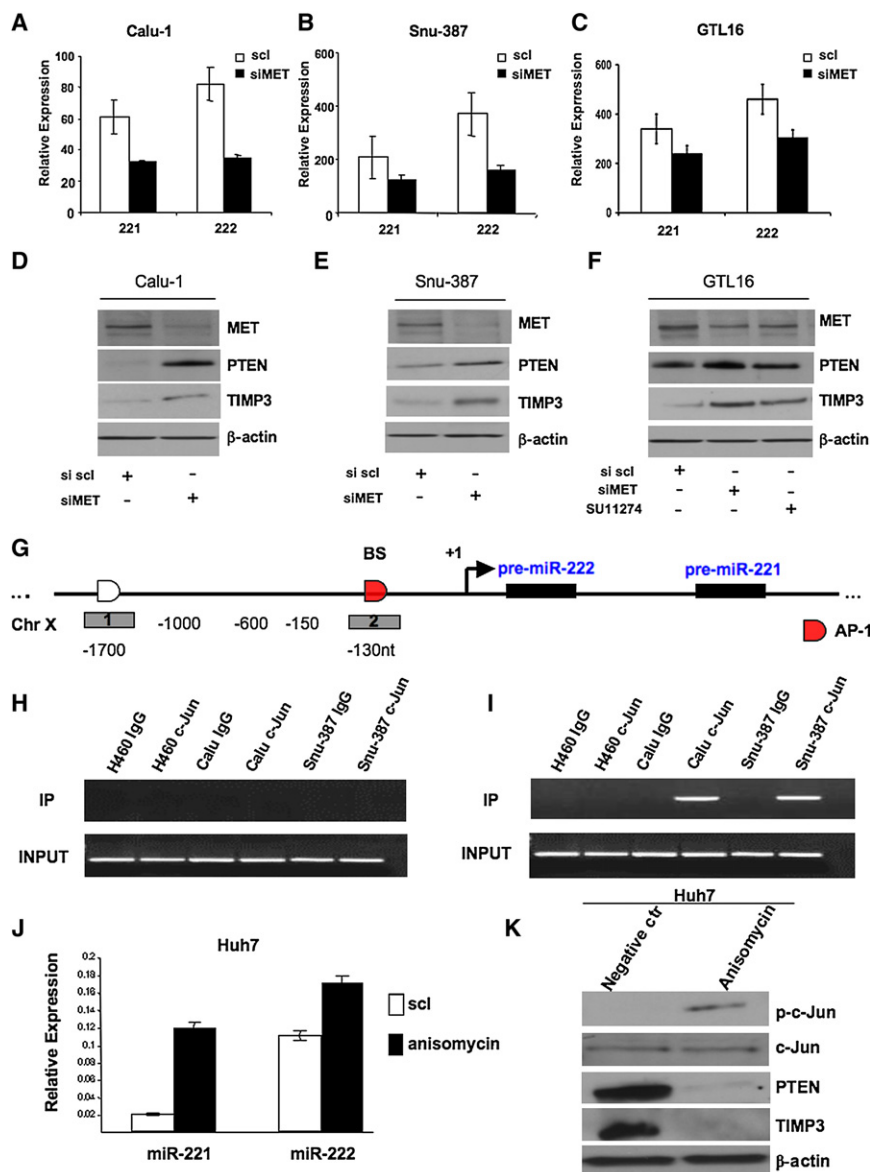 A
Calu-1
Relative Expression
100
80
60
40
20
0
scl
siMET
221 222
B
Snu-387
Relative Expression
600
400
200
0
scl
siMET
221 222
C
GTL16
Relative Exprression
600
400
200
0
scl
siMET
221 222
D
Calu-1
MET
PTEN
TIMP3
β-actin
si scl + -
siMET - +
E
Snu-387
MET
PTEN
TIMP3
β-actin
si scl + -
siMET - +
F
GTL16
MET
PTEN
TIMP3
β-actin
si scl + - -
siMET - + -
SU11274 - - +
G
BS +1 pre-miR-222 pre-miR-221
... ...
Chr X 1 -1000 -600 -150 2 AP-1
-1700 -130nt
H
H460 IgG
H460 c-Jun
Calu IgG
Calu c-Jun
Snu-387 IgG
Snu-387 c-Jun
IP
INPUT
I
H460 IgG
H460 c-Jun
Calu IgG
Calu c-Jun
Snu-387 IgG
Snu-387 c-Jun
IP
INPUT
J
Huh7
Relative Expression
0.2
0.18
0.16
0.14
0.12
0.1
0.08
0.06
0.04
0.02
scl
anisomycin
miR-221 miR-222
K
Huh7
Negative ctr
Anisomycin
p-c-Jun
c-Jun
PTEN
TIMP3
β-actin